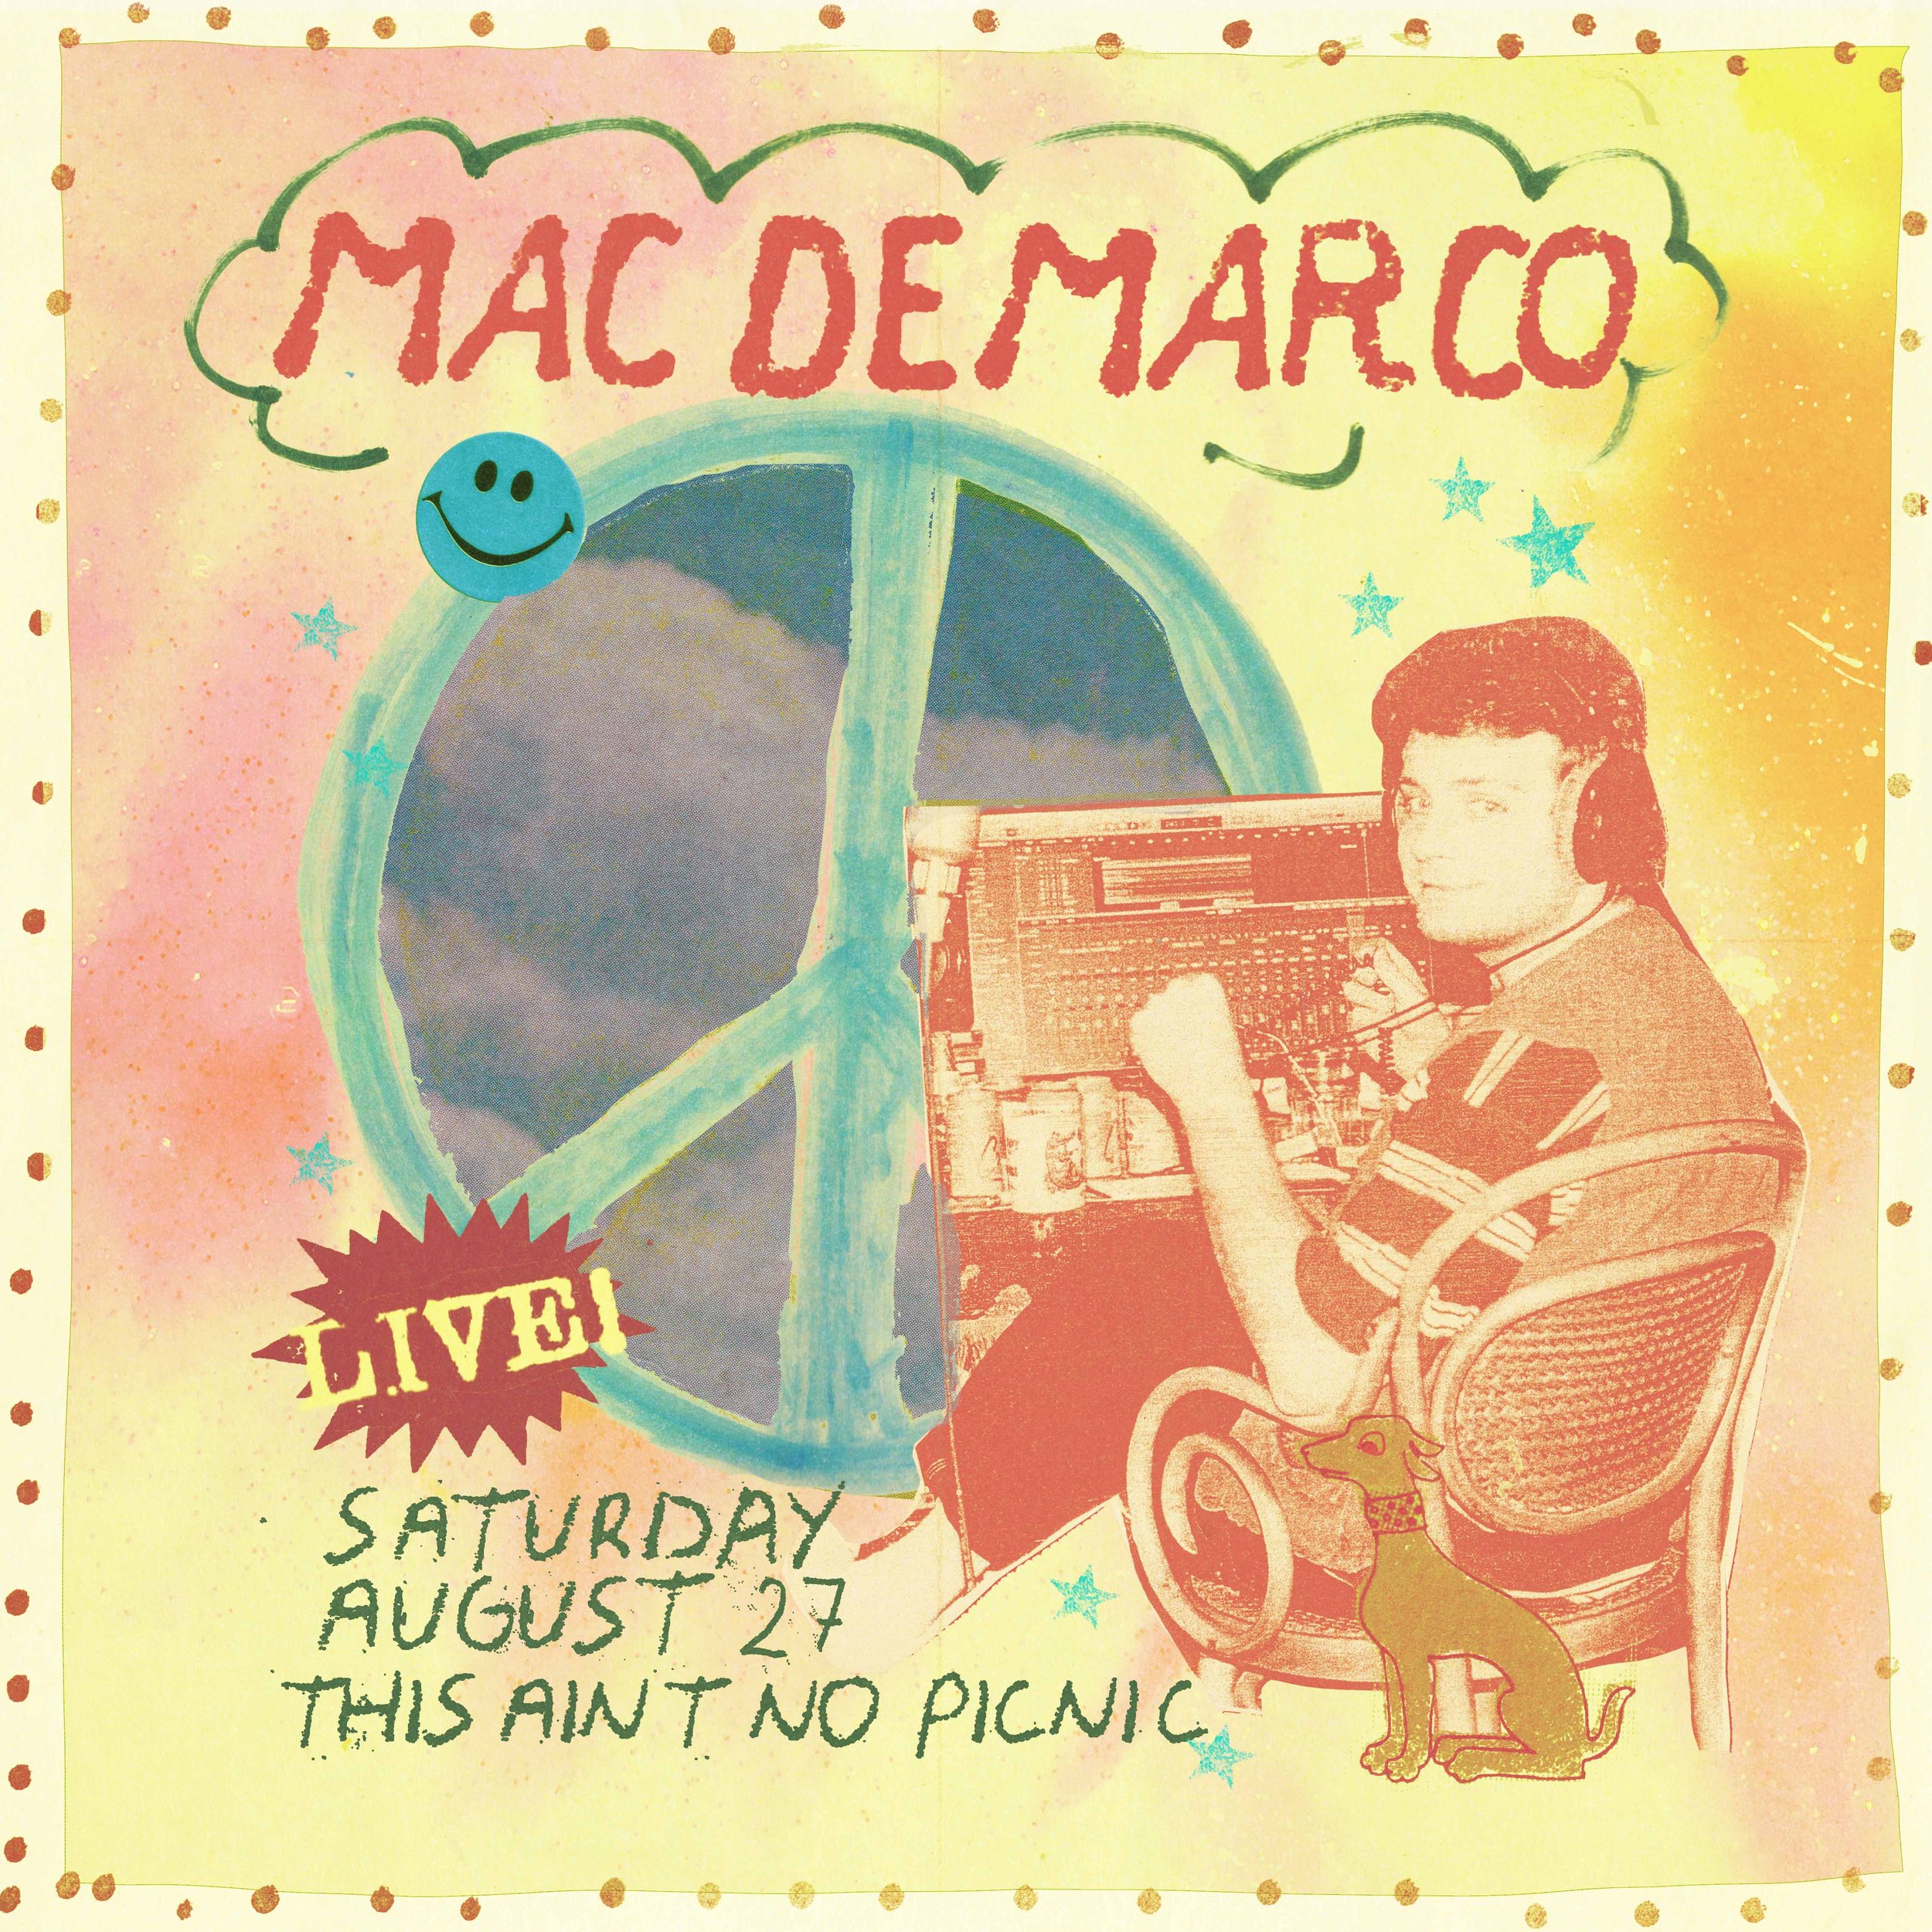 MAC DEMARCO
LIVE!
SATURDAY
AUGUST 27
THIS AINT NO PICNIC